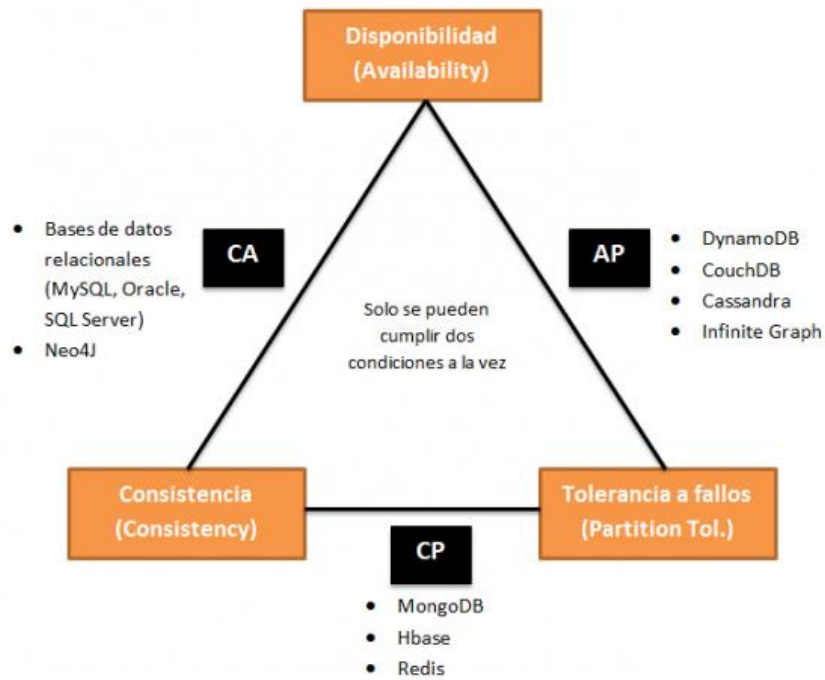 Disponibilidad
(Availability)
• Bases de datos
relacionales
(MySQL, Oracle,
SQL Server)
• Neo4J
CA
AP
• DynamoDB
• CouchDB
• Cassandra
• Infinite Graph
Solo se pueden
cumplir dos
condiciones a la vez
Consistencia
(Consistency)
Tolerancia a fallos
(Partition Tol.)
CP
• MongoDB
• Hbase
• Redis